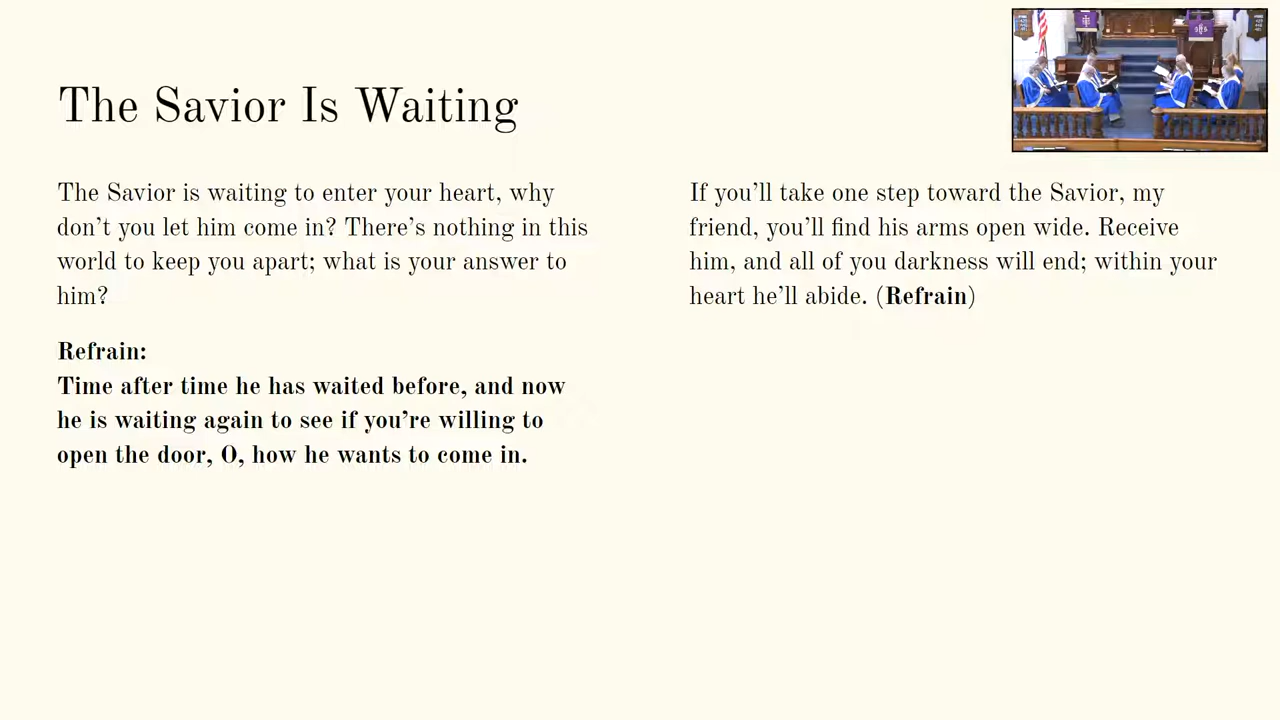 The Savior Is Waiting
The Savior is waiting to enter your heart, why
don’t you let him come in? There’s nothing in this
world to keep you apart; what is your answer to
him?
Refrain:
Time after time he has waited before, and now
he is waiting again to see if you’re willing to
open the door, O, how he wants to come in.
If you’ll take one step toward the Savior, my
friend, you’ll find his arms open wide. Receive
him, and all of you darkness will end; within your
heart he’ll abide. (Refrain)